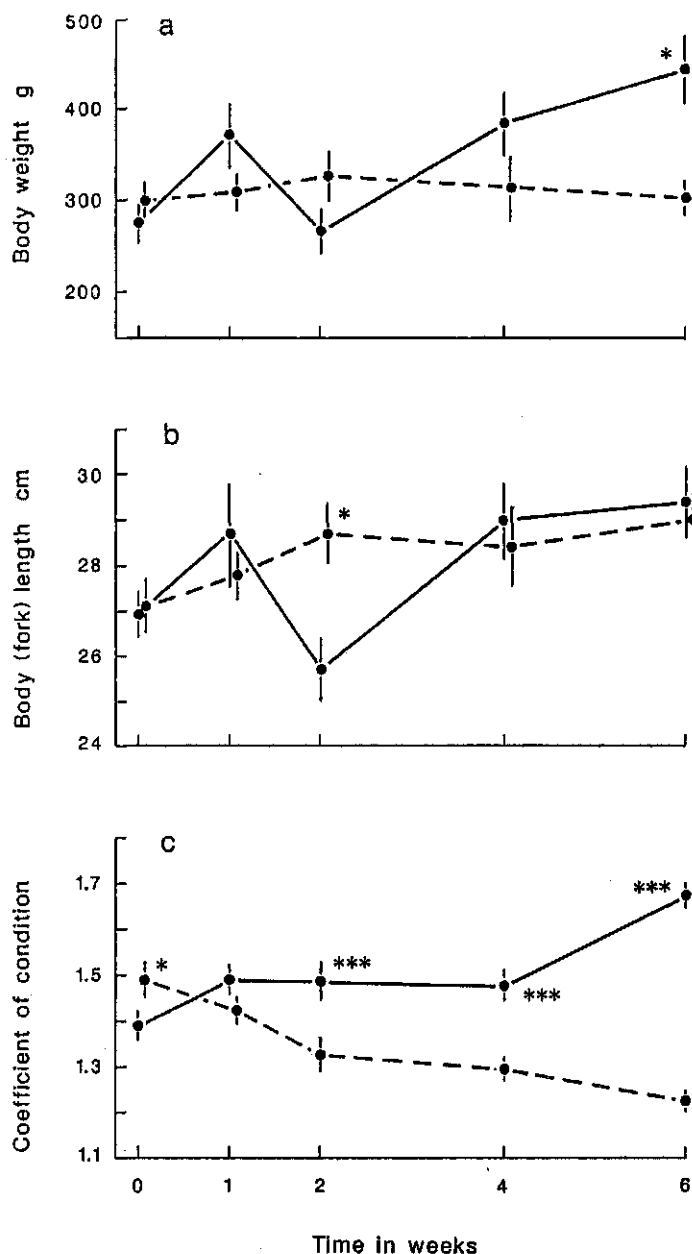 a
500
400
300
200
Body weight g
*
b
30
28
26
24
Body (fork) length cm
*
c
1.7
1.5
1.3
1.1
Coefficient of condition
*
***
***
***
0 1 2 4 6
Time in weeks